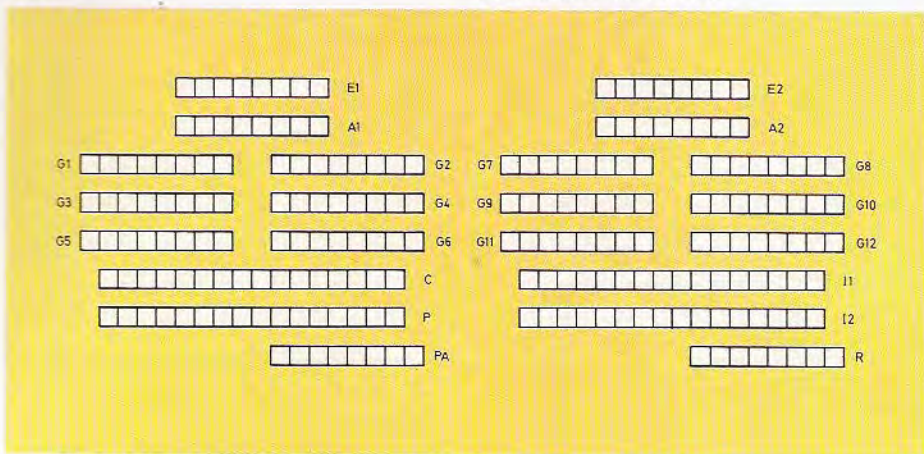 E1 E2
A1 A2
G1 G2 G7 G8
G3 G4 G9 G10
G5 G6 G11 G12
C I1
P I2
PA R